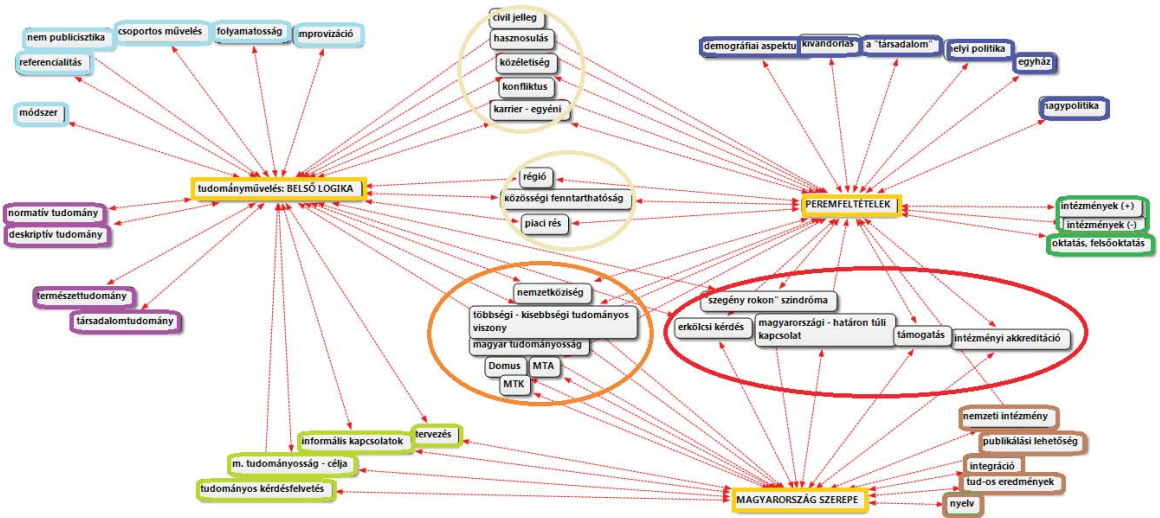 civil jelleg
nem publicisztika
csoportos művelés
folyamatosság
improvizáció
hasznosulás
demográfiai aspektu
kivándorlás
a "társadalom"
helyi politika
egyház
referencialitás
közéletiség
konfliktus
módszer
karrier - egyéni
nagypolitika
régió
tudományművelés: BELSŐ LOGIKA
közösségi fenntarthatóság
PEREMFELTÉTELEK
normatív tudomány
intézmények (+)
piaci rés
intézmények (-)
deskriptív tudomány
oktatás, felsőoktatás
nemzetköziség
természettudomány
szegény rokon" szindróma
többségi - kisebbségi tudományos
viszony
társadalomtudomány
erkölcsi kérdés
magyarországi - határon túli
kapcsolat
támogatás
intézményi akkreditáció
magyar tudományosság
Domus
MTA
MTK
nemzeti intézmény
tervezés
informális kapcsolatok
publikálási lehetőség
m. tudományosság - célja
integráció
tudományos kérdésfelvetés
tud-os eredmények
MAGYARORSZÁG SZEREPE
nyelv